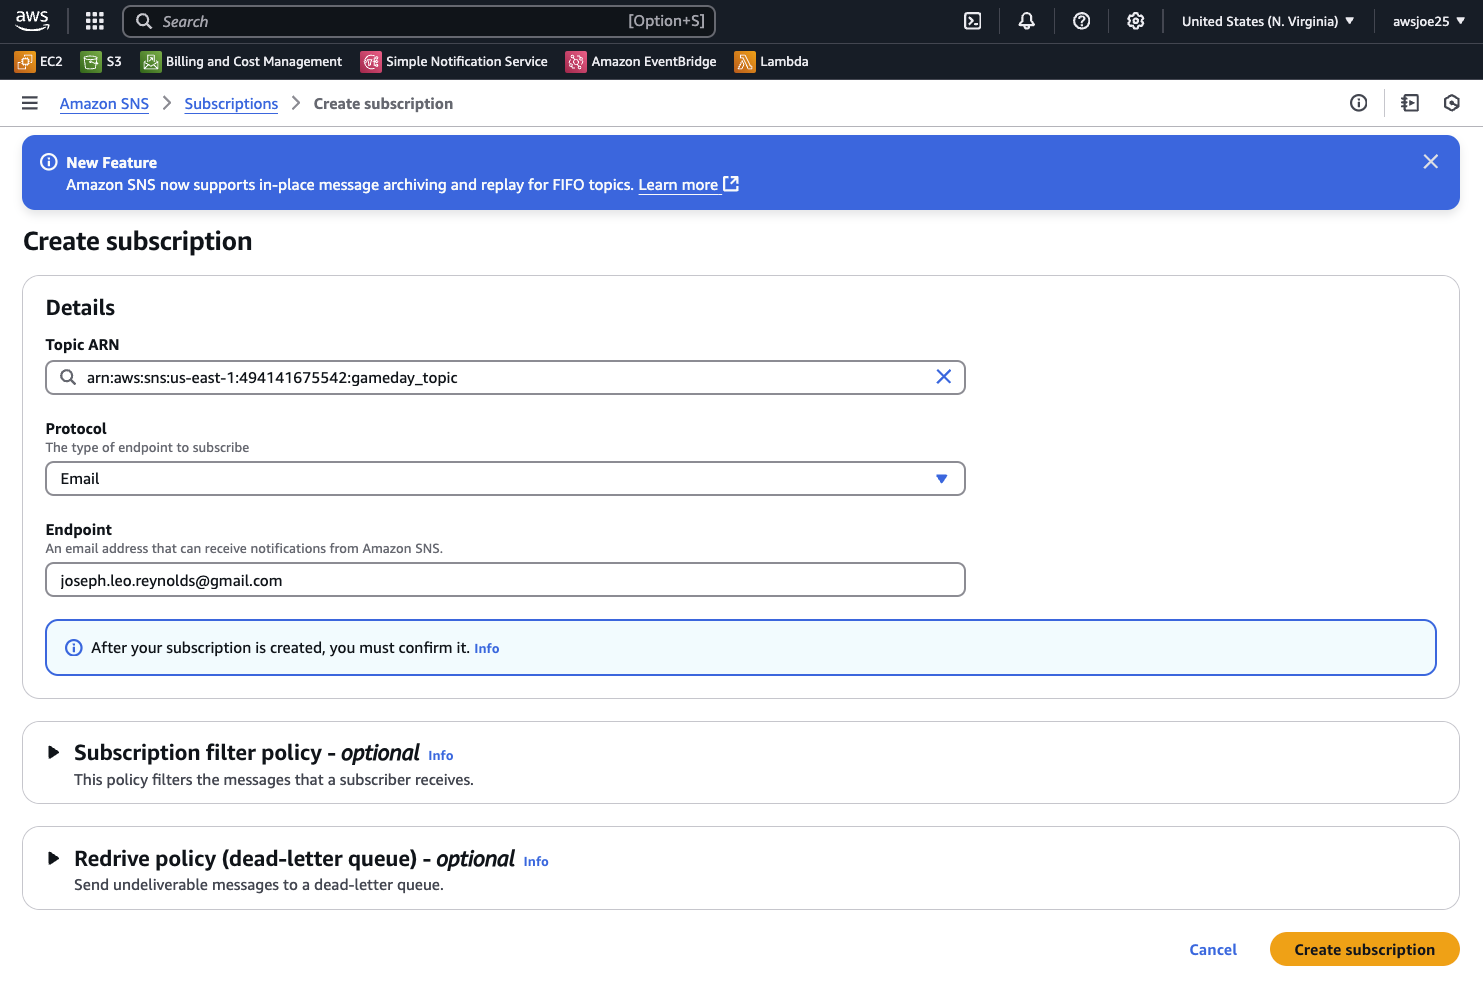 aws
Search [Option+S]
United States (N. Virginia)
awsjoe25
EC2
S3
Billing and Cost Management
Simple Notification Service
Amazon EventBridge
Lambda
Amazon SNS
Subscriptions
Create subscription
New Feature
Amazon SNS now supports in-place message archiving and replay for FIFO topics. Learn more
Create subscription
Details
Topic ARN
arn:aws:sns:us-east-1:494141675542:gameday_topic
Protocol
The type of endpoint to subscribe
Email
Endpoint
An email address that can receive notifications from Amazon SNS.
joseph.leo.reynolds@gmail.com
After your subscription is created, you must confirm it. Info
Subscription filter policy - optional Info
This policy filters the messages that a subscriber receives.
Redrive policy (dead-letter queue) - optional Info
Send undeliverable messages to a dead-letter queue.
Cancel
Create subscription